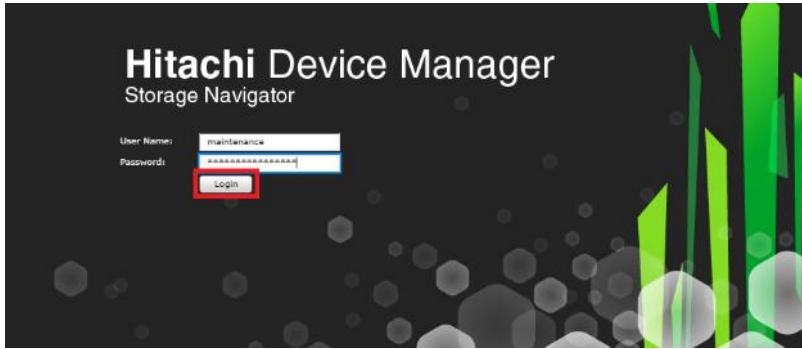 Hitachi Device Manager
Storage Navigator
User Name: maintenance
Password: ****************
Login